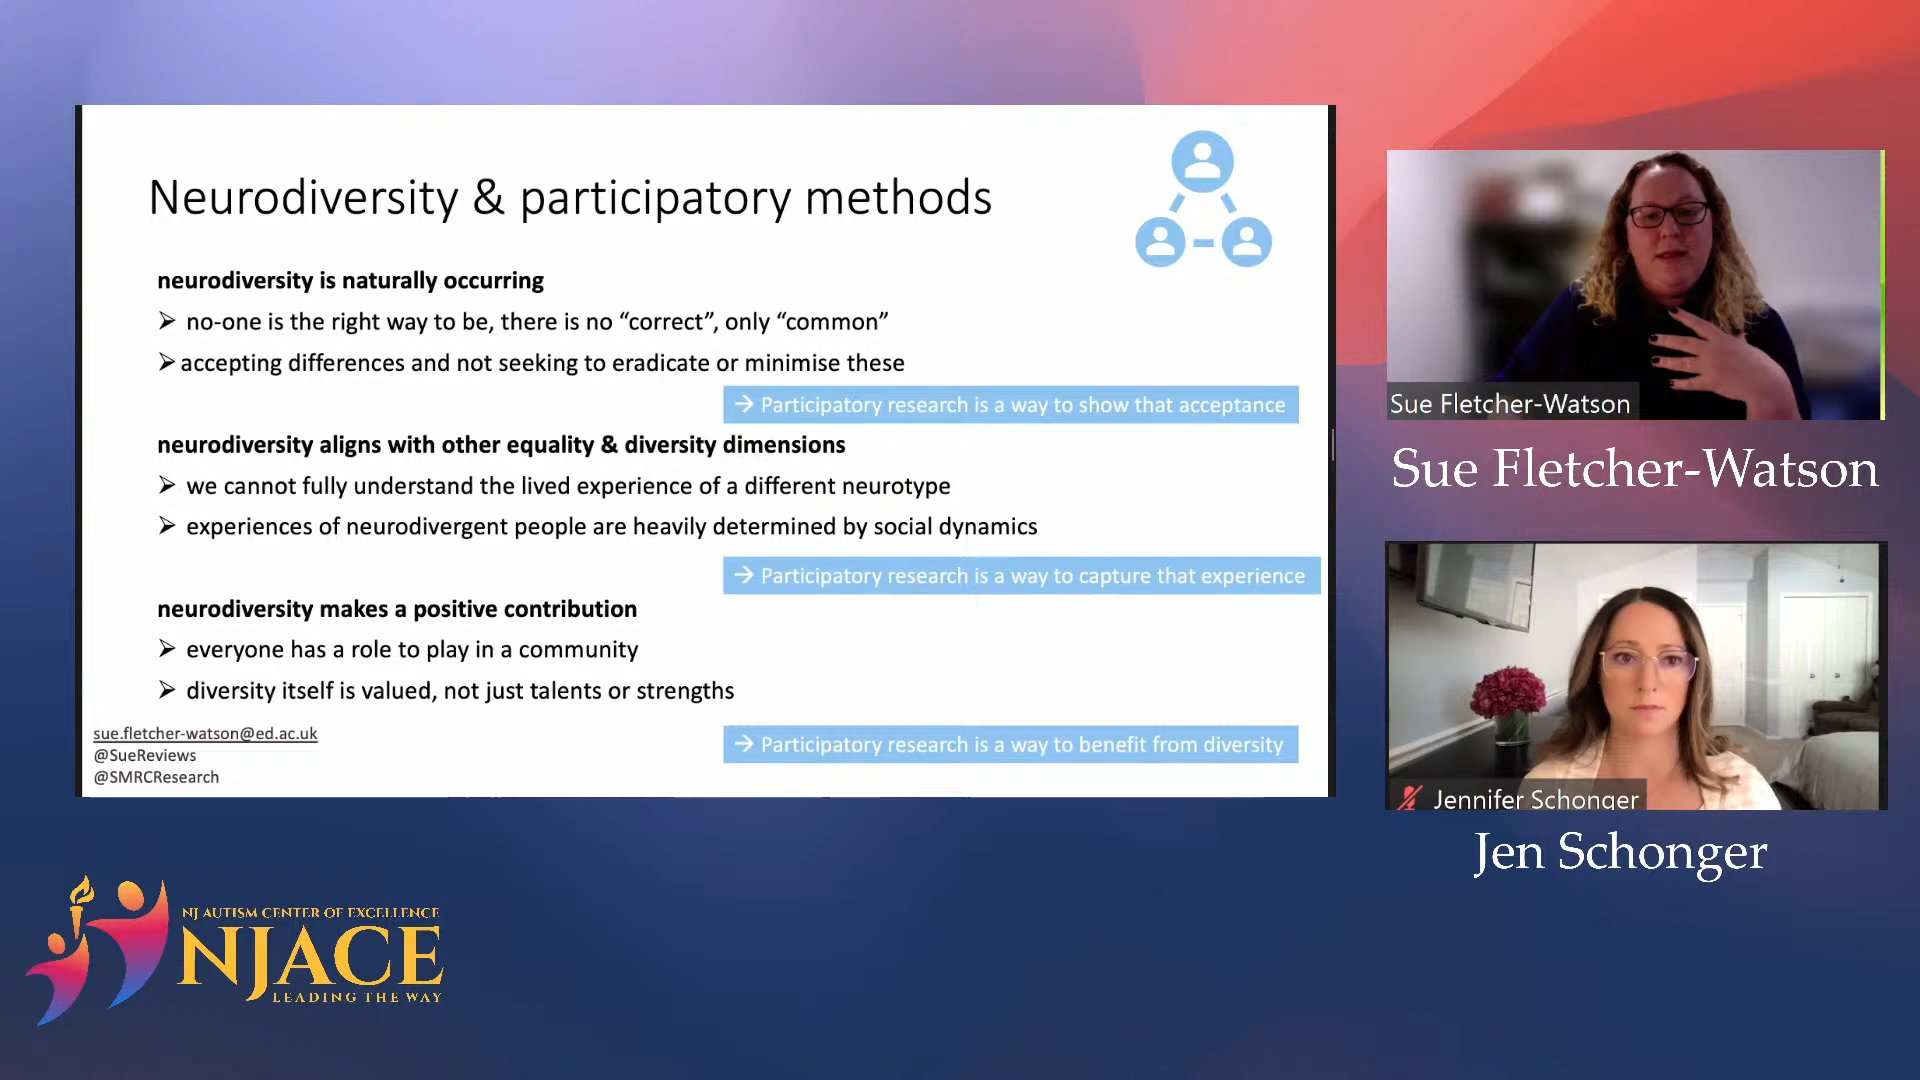 Neurodiversity & participatory methods
neurodiversity is naturally occurring
➢ no-one is the right way to be, there is no “correct”, only “common”
➢ accepting differences and not seeking to eradicate or minimise these
→ Participatory research is a way to show that acceptance
neurodiversity aligns with other equality & diversity dimensions
➢ we cannot fully understand the lived experience of a different neurotype
➢ experiences of neurodivergent people are heavily determined by social dynamics
→ Participatory research is a way to capture that experience
neurodiversity makes a positive contribution
➢ everyone has a role to play in a community
➢ diversity itself is valued, not just talents or strengths
→ Participatory research is a way to benefit from diversity
sue.fletcher-watson@ed.ac.uk
@SueReviews
@SMRCResearch
Sue Fletcher-Watson
Sue Fletcher-Watson
Jennifer Schonger
Jen Schonger
NJ AUTISM CENTER OF EXCELLENCE
NJACE
LEADING THE WAY